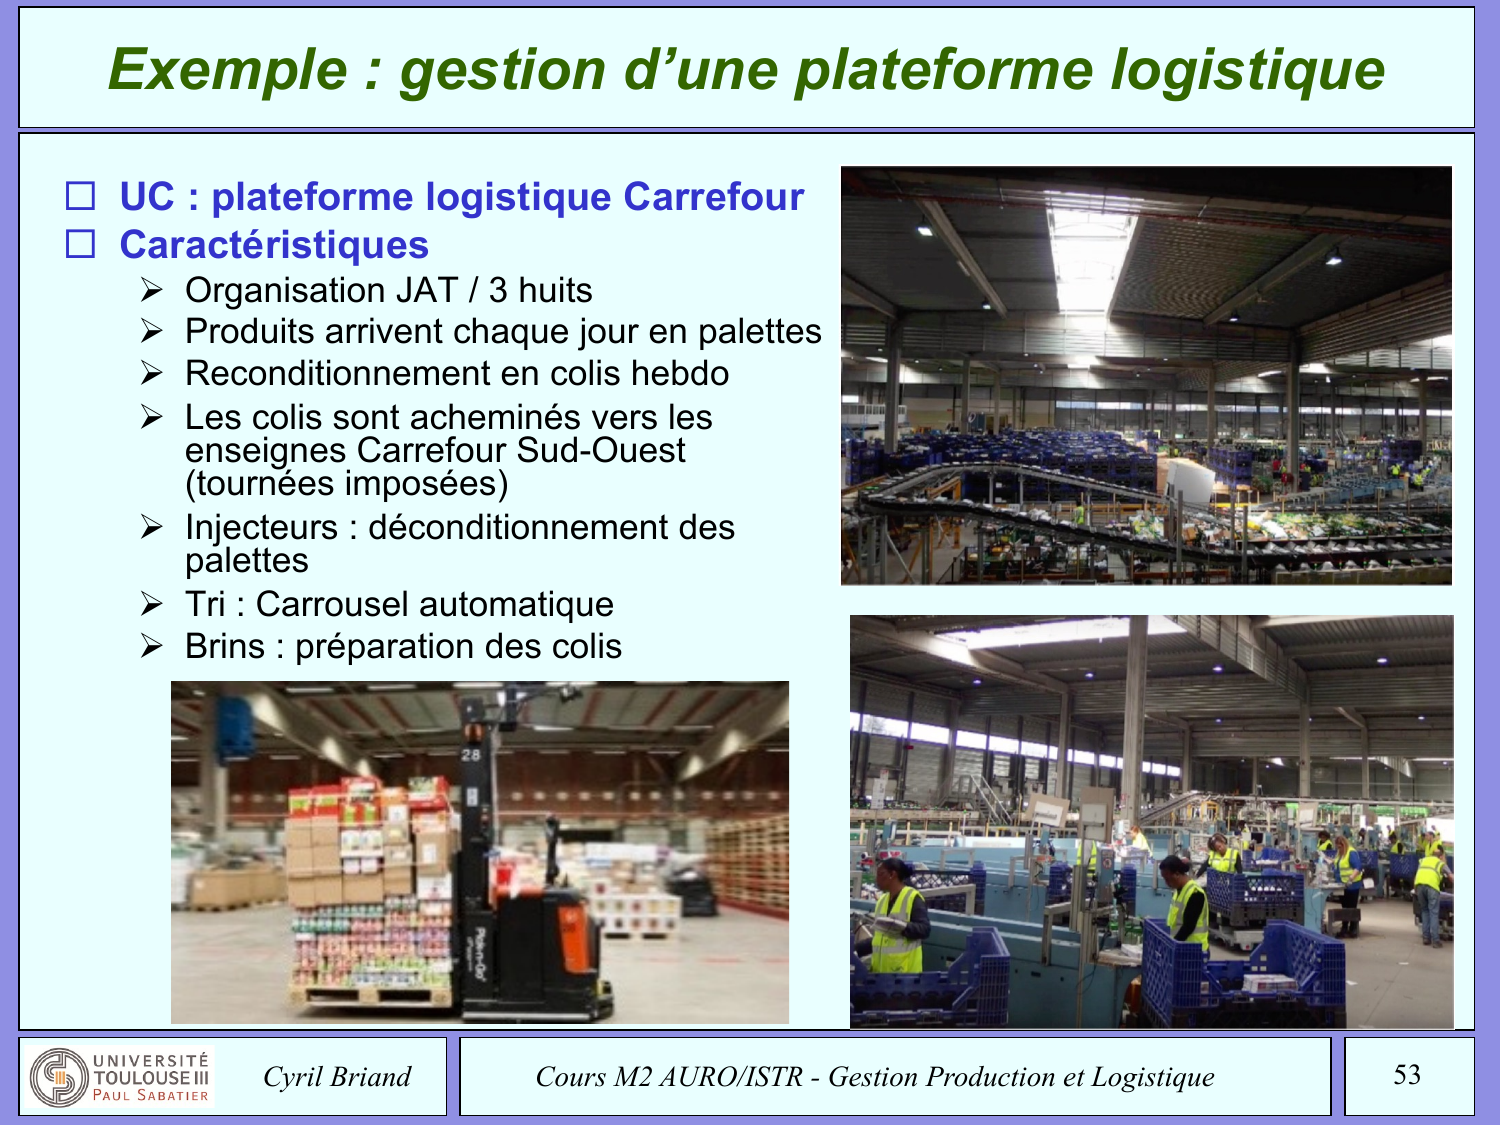 Exemple : gestion d’une plateforme logistique
UC : plateforme logistique Carrefour
Caractéristiques
Organisation JAT / 3 huits
Produits arrivent chaque jour en palettes
Reconditionnement en colis hebdo
Les colis sont acheminés vers les
enseignes Carrefour Sud-Ouest
(tournées imposées)
Injecteurs : déconditionnement des
palettes
Tri : Carrousel automatique
Brins : préparation des colis
28
Pick-n-Go
UNIVERSITÉ
TOULOUSE III
PAUL SABATIER
Cyril Briand
Cours M2 AURO/ISTR - Gestion Production et Logistique
53